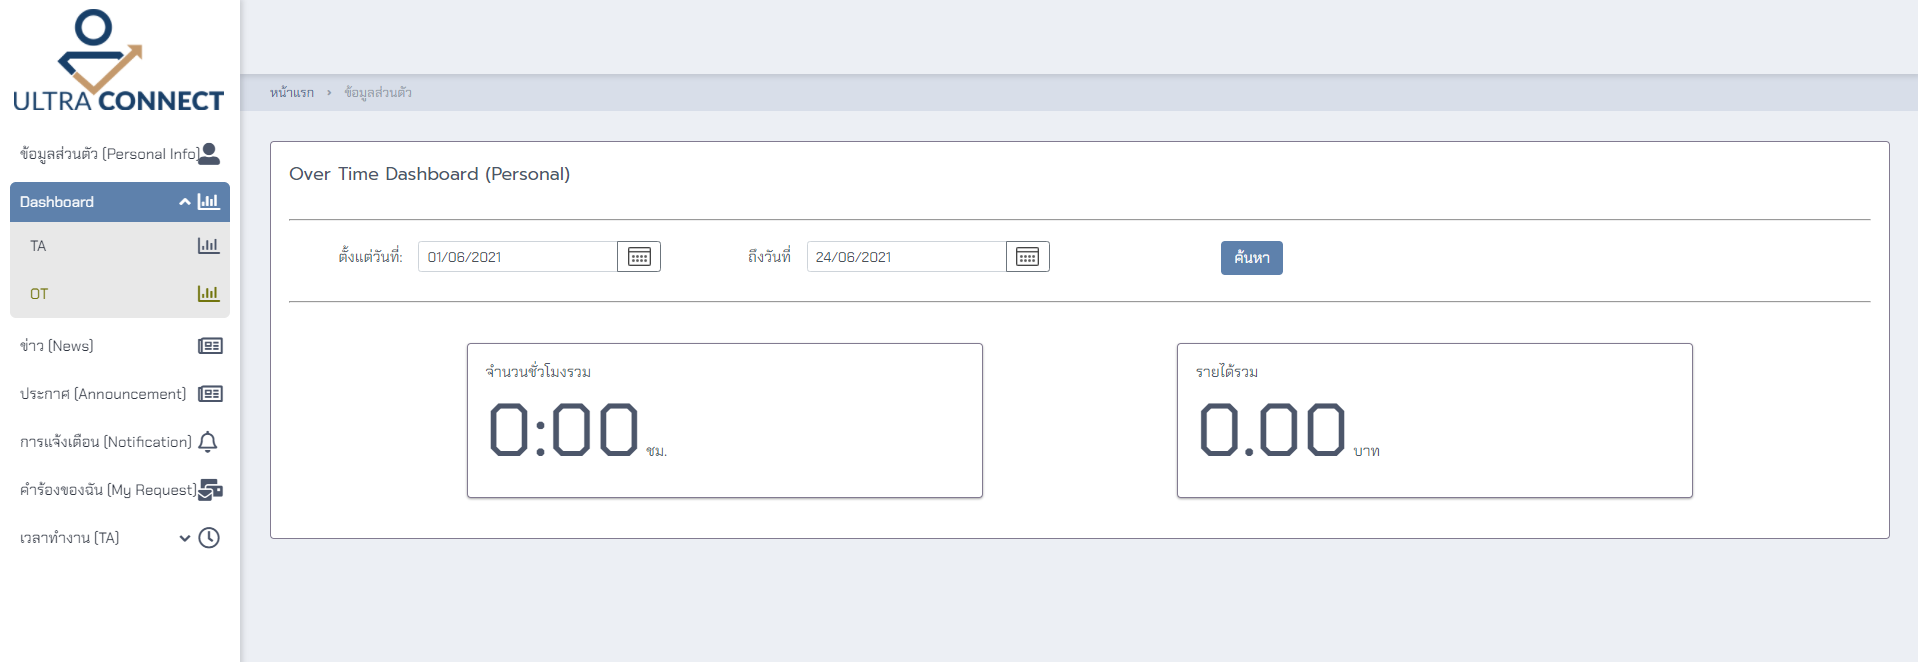 ULTRA CONNECT
ข้อมูลส่วนตัว (Personal Info)
Dashboard
TA
OT
ข่าว (News)
ประกาศ (Announcement)
การแจ้งเตือน (Notification)
คำร้องของฉัน (My Request)
เวลาทำงาน (TA)
หน้าแรก › ข้อมูลส่วนตัว
Over Time Dashboard (Personal)
ตั้งแต่วันที่: 01/06/2021 ถึงวันที่ 24/06/2021 ค้นหา
จำนวนชั่วโมงรวม
0:00 ชม.
รายได้รวม
0.00 บาท